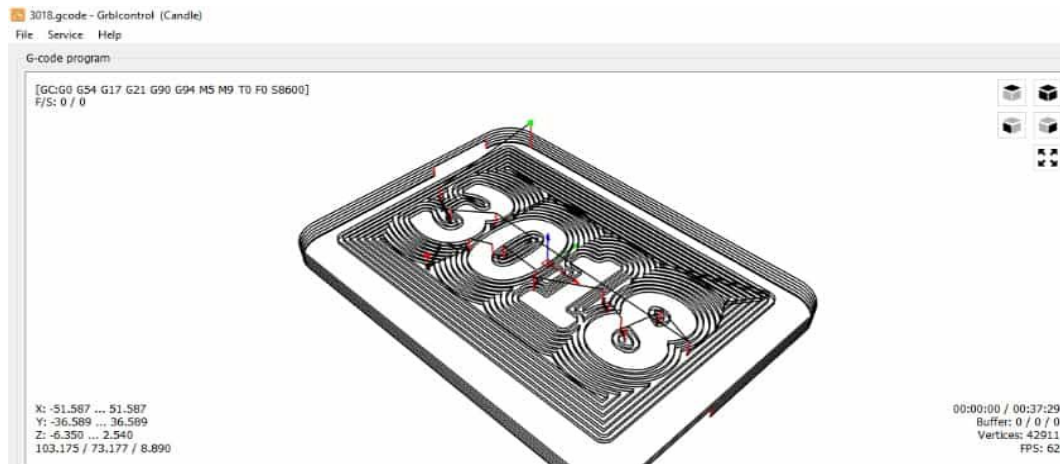 3018.gcode - Grblcontrol (Candle)
File Service Help
G-code program
[GC:G0 G54 G17 G21 G90 G94 M5 M9 T0 F0 S8600]
F/S: 0 / 0
3018
X: -51.587 ... 51.587
Y: -36.589 ... 36.589
Z: -6.350 ... 2.540
103.175 / 73.177 / 8.890
00:00:00 / 00:37:29
Buffer: 0 / 0 / 0
Vertices: 42911
FPS: 62